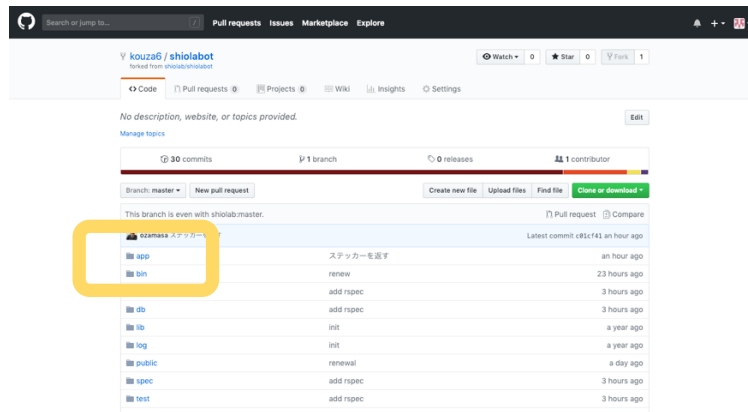 Search or jump to... /
Pull requests Issues Marketplace Explore
kouza6 / shiolabot
forked from shiolab/shiolabot
Watch 0 Star 0 Fork 1
Code Pull requests 0 Projects 0 Wiki Insights Settings
No description, website, or topics provided. Edit
Manage topics
30 commits 1 branch 0 releases 1 contributor
Branch: master New pull request Create new file Upload files Find file Clone or download
This branch is even with shiolab:master. Pull request Compare
ozamasa Latest commit c01cf41 an hour ago
app ステッカーを返す an hour ago
bin renew 23 hours ago
add rspec 3 hours ago
db add rspec 3 hours ago
lib init a year ago
log init a year ago
public renewal a day ago
spec add rspec 3 hours ago
test add rspec 3 hours ago